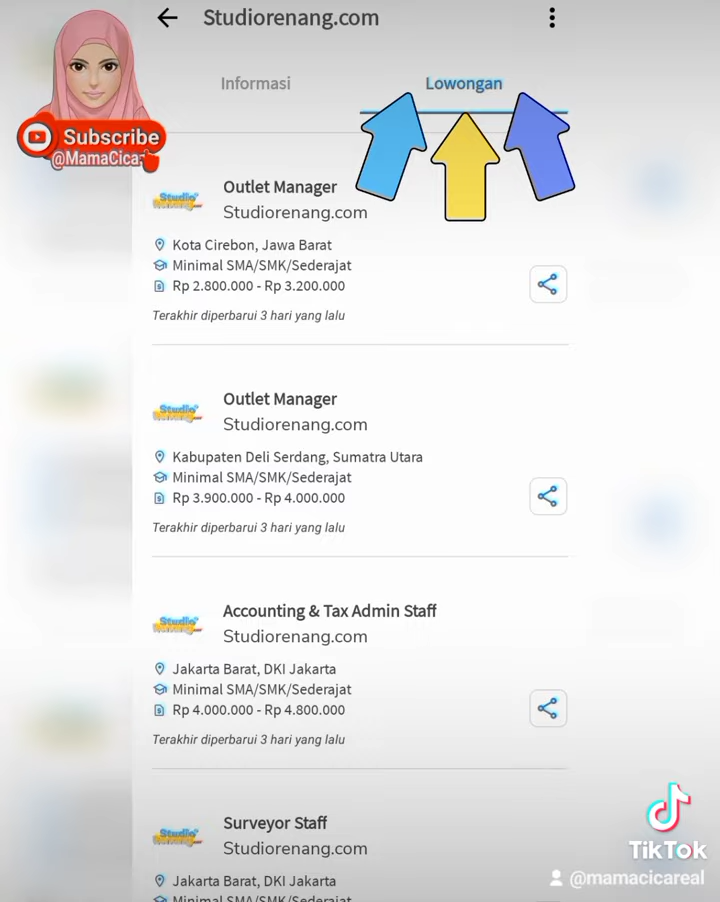 Studiorenang.com
Informasi
Lowongan
Subscribe
@MamaCica
Outlet Manager
Studiorenang.com
Kota Cirebon, Jawa Barat
Minimal SMA/SMK/Sederajat
Rp 2.800.000 - Rp 3.200.000
Terakhir diperbarui 3 hari yang lalu
Outlet Manager
Studiorenang.com
Kabupaten Deli Serdang, Sumatra Utara
Minimal SMA/SMK/Sederajat
Rp 3.900.000 - Rp 4.000.000
Terakhir diperbarui 3 hari yang lalu
Accounting & Tax Admin Staff
Studiorenang.com
Jakarta Barat, DKI Jakarta
Minimal SMA/SMK/Sederajat
Rp 4.000.000 - Rp 4.800.000
Terakhir diperbarui 3 hari yang lalu
Surveyor Staff
Studiorenang.com
Jakarta Barat, DKI Jakarta
Minimal SMA/SMK/Sederajat
TikTok
@mamacicareal